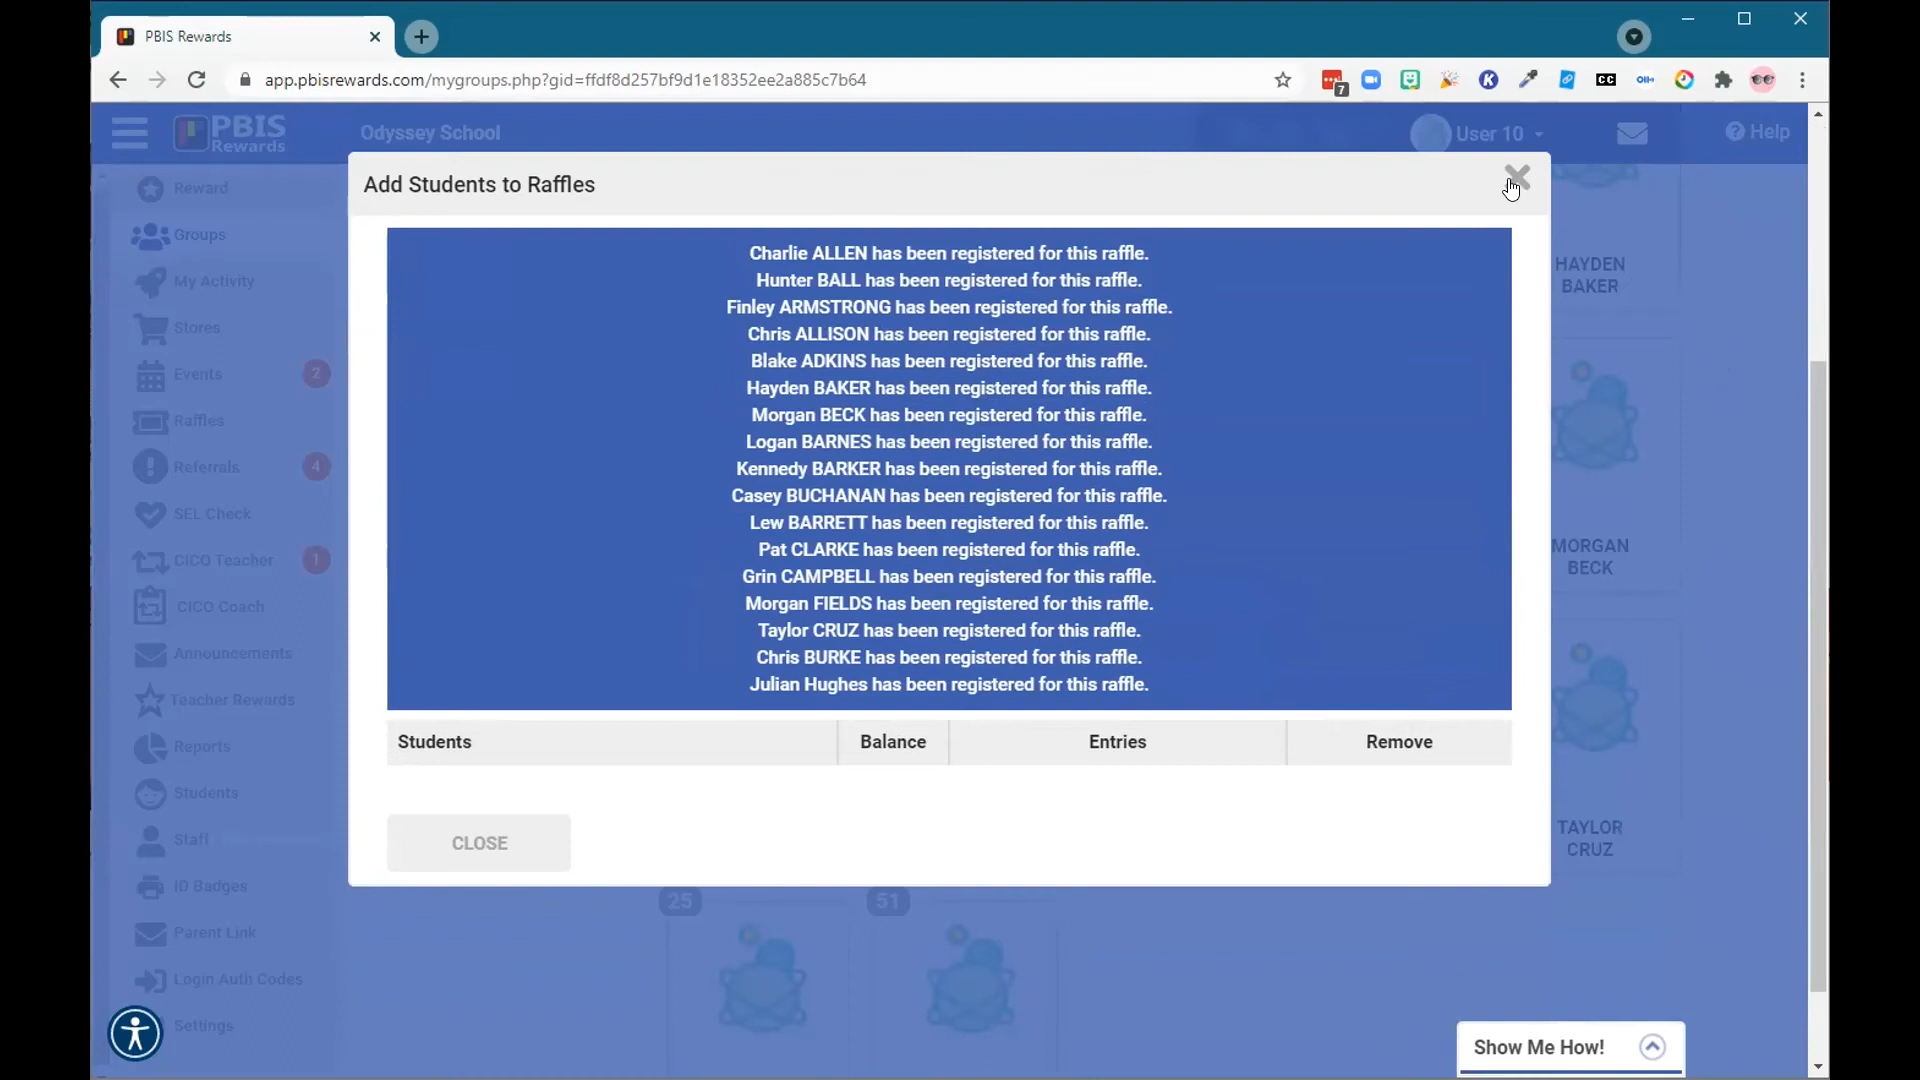 PBIS Rewards
app.pbisrewards.com/mygroups.php?gid=ffdf8d257bf9d1e18352ee2a885c7b64
7
CC
PBIS
Rewards
Odyssey School
User 10
Help
Reward
Groups
My Activity
Stores
Events 2
Raffles
Referrals 4
SEL Check
CICO Teacher 1
CICO Coach
Announcements
Teacher Rewards
Reports
Students
Staff
ID Badges
Parent Link
Login Auth Codes
Settings
Add Students to Raffles
Charlie ALLEN has been registered for this raffle.
Hunter BALL has been registered for this raffle.
Finley ARMSTRONG has been registered for this raffle.
Chris ALLISON has been registered for this raffle.
Blake ADKINS has been registered for this raffle.
Hayden BAKER has been registered for this raffle.
Morgan BECK has been registered for this raffle.
Logan BARNES has been registered for this raffle.
Kennedy BARKER has been registered for this raffle.
Casey BUCHANAN has been registered for this raffle.
Lew BARRETT has been registered for this raffle.
Pat CLARKE has been registered for this raffle.
Grin CAMPBELL has been registered for this raffle.
Morgan FIELDS has been registered for this raffle.
Taylor CRUZ has been registered for this raffle.
Chris BURKE has been registered for this raffle.
Julian Hughes has been registered for this raffle.
Students Balance Entries Remove
CLOSE
HAYDEN
BAKER
MORGAN
BECK
TAYLOR
CRUZ
25 51
Show Me How!